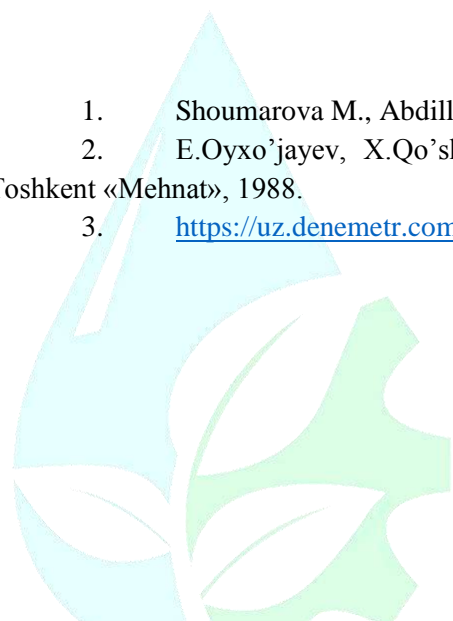 1. Shoumarova M., Abdill
2. E.Oyxo’jayev, X.Qo’sh
Toshkent «Mehnat», 1988.
3. https://uz.denemetr.com